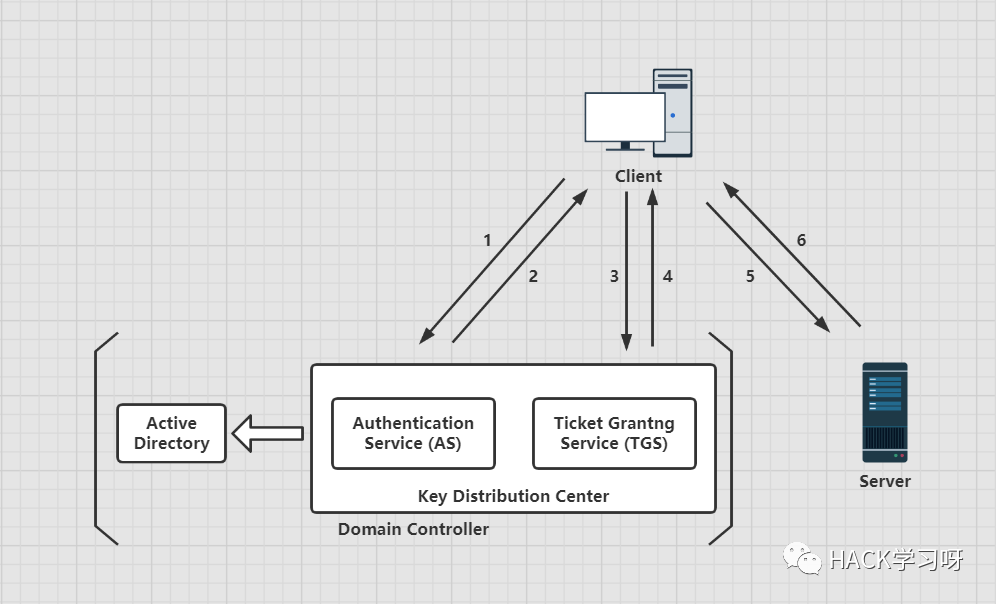 Client
1
2
3
4
5
6
Active
Directory
Authentication
Service (AS)
Ticket Grantng
Service (TGS)
Key Distribution Center
Domain Controller
Server
HACK学习呀